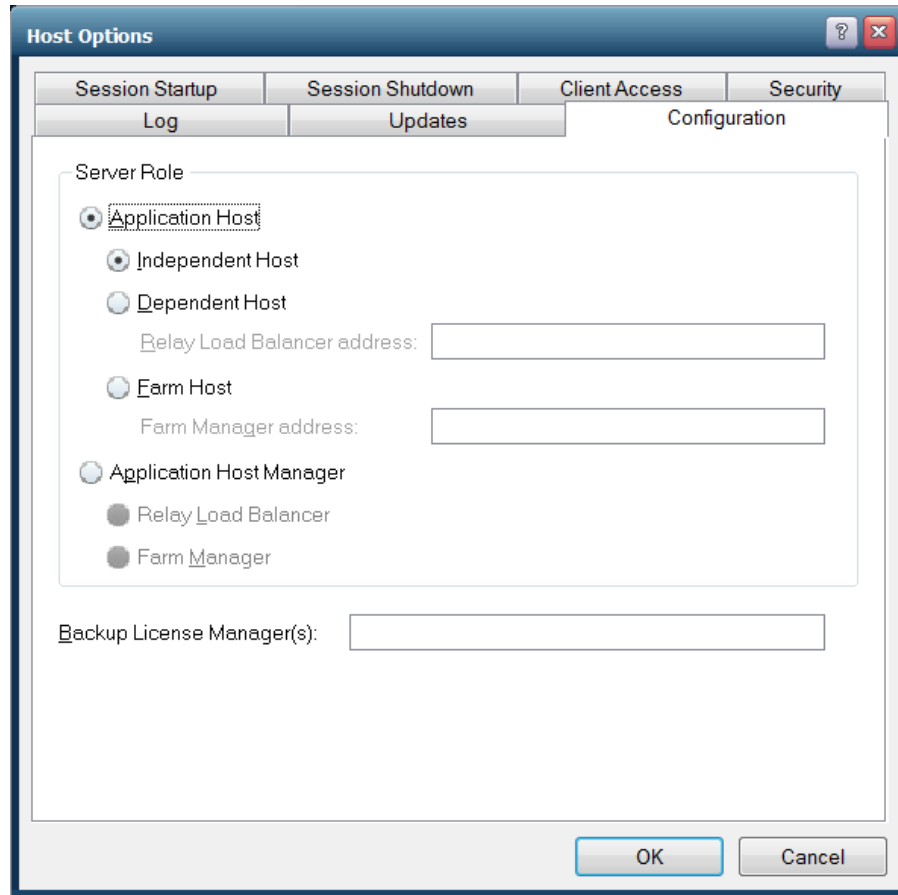 Host Options
Session Startup Session Shutdown Client Access Security
Log Updates Configuration
Server Role
Application Host
Independent Host
Dependent Host
Relay Load Balancer address:
Farm Host
Farm Manager address:
Application Host Manager
Relay Load Balancer
Farm Manager
Backup License Manager(s):
OK Cancel